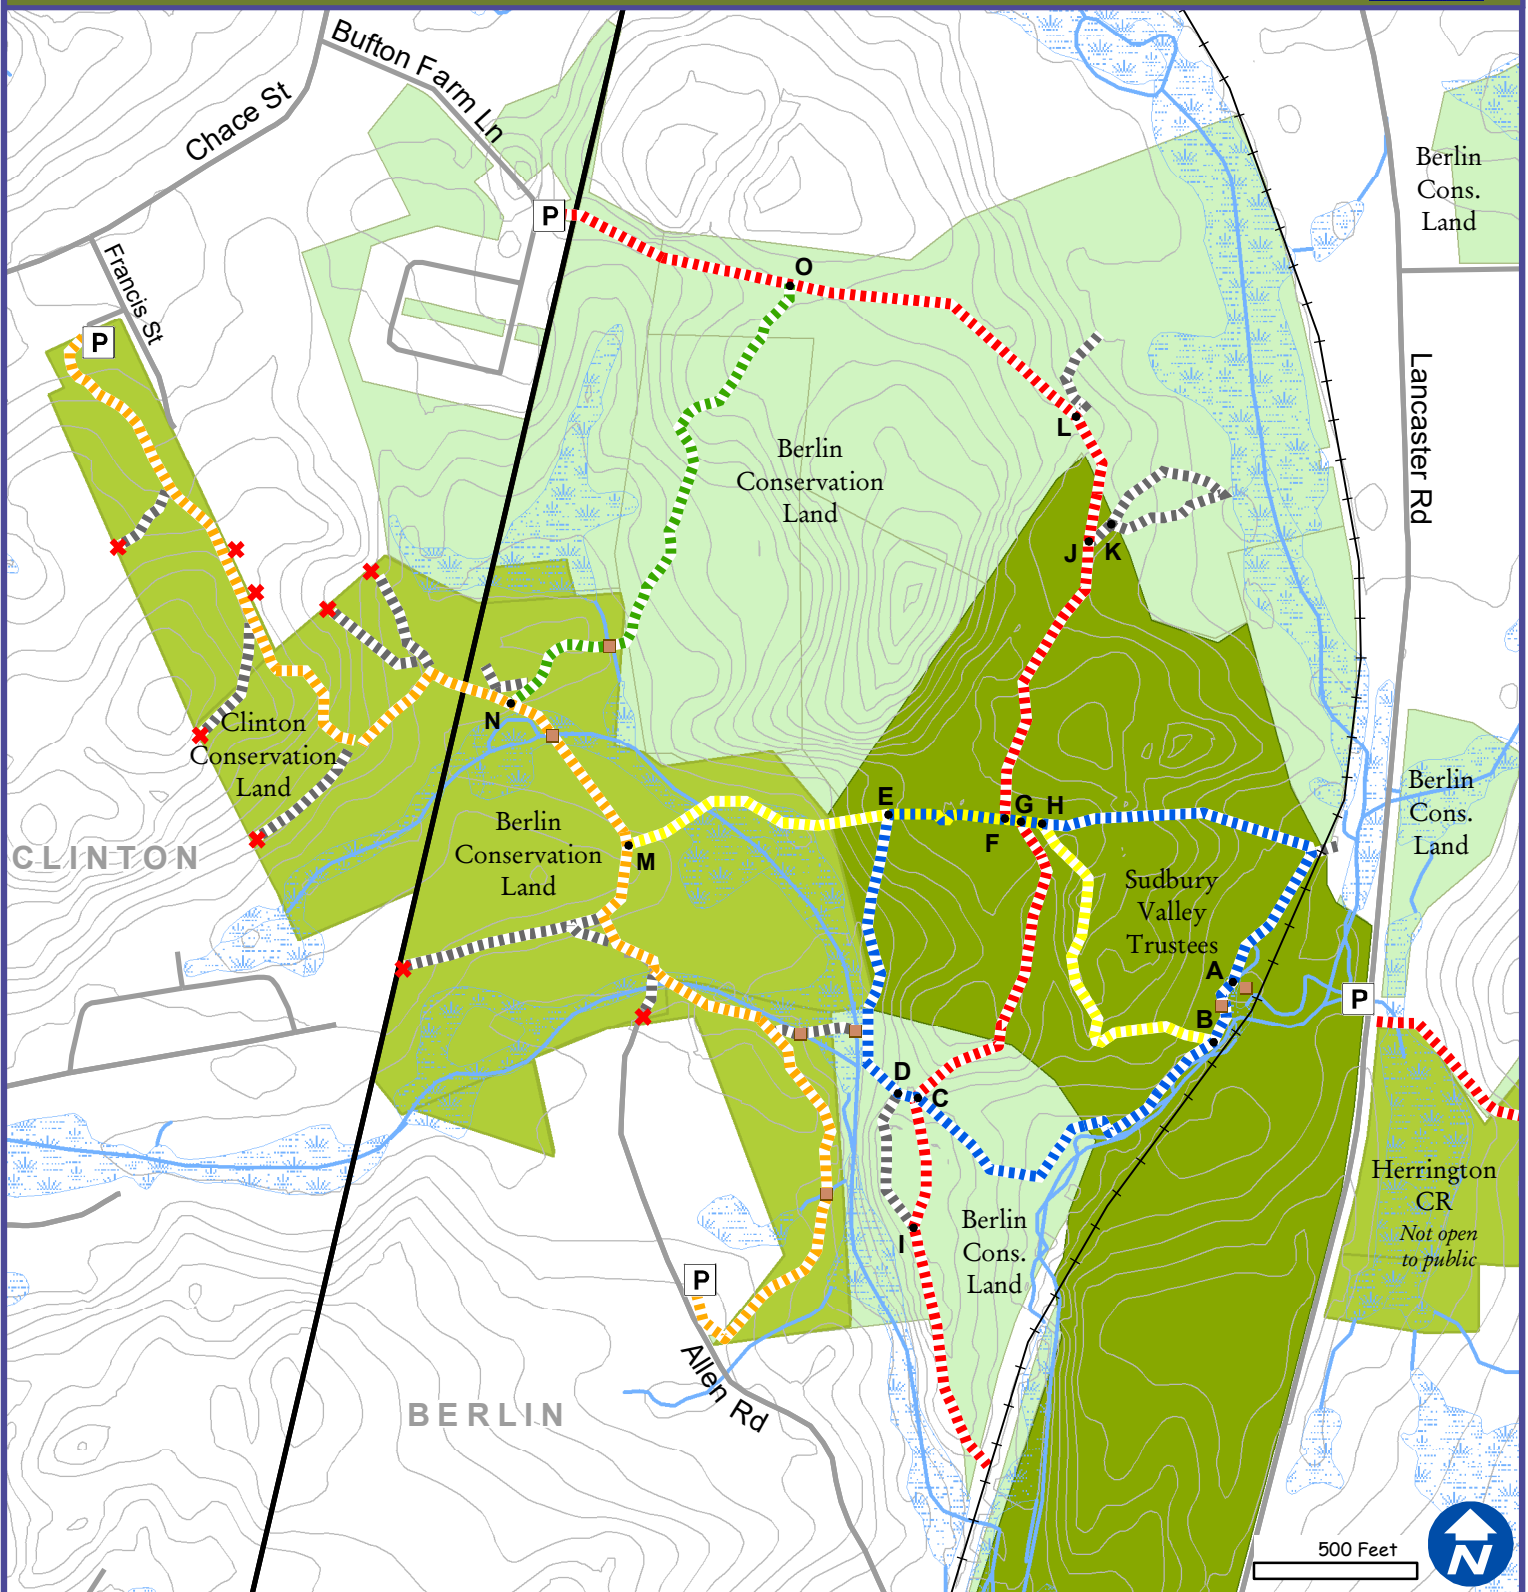 Bufton Farm Ln
Chace St
Berlin
Cons.
Land
P
Francis St
O
P
Lancaster Rd
L
Berlin
Conservation
Land
J
K
N
Clinton
Conservation
Land
Berlin
Cons.
Land
E
G
H
F
Berlin
Conservation
Land
CLINTON
M
Sudbury
Valley
Trustees
A
P
B
D
C
Herrington
CR
Not open
to public
I
Berlin
Cons.
Land
P
Allen Rd
BERLIN
500 Feet
N